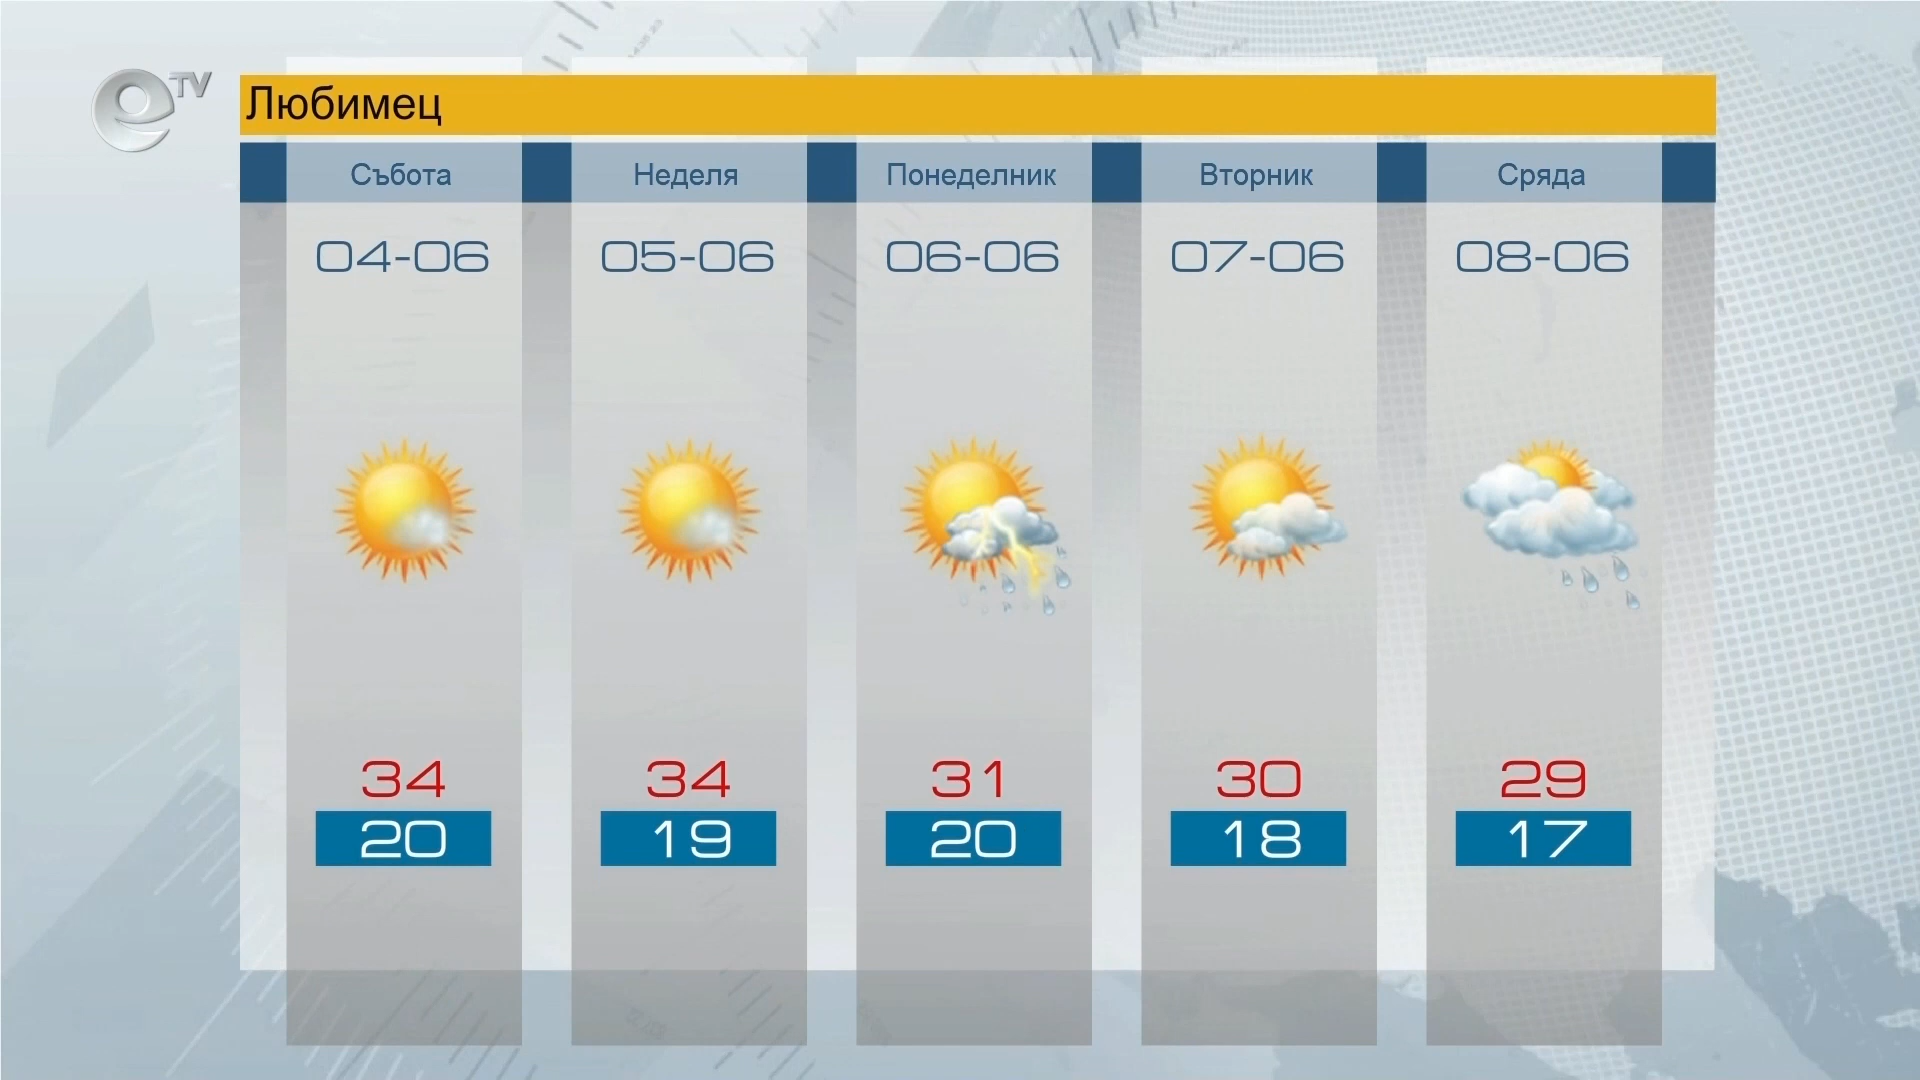 eTV
Любимец
Събота Неделя Понеделник Вторник Сряда
04-06 05-06 06-06 07-06 08-06
34 34 31 30 29
20 19 20 18 17